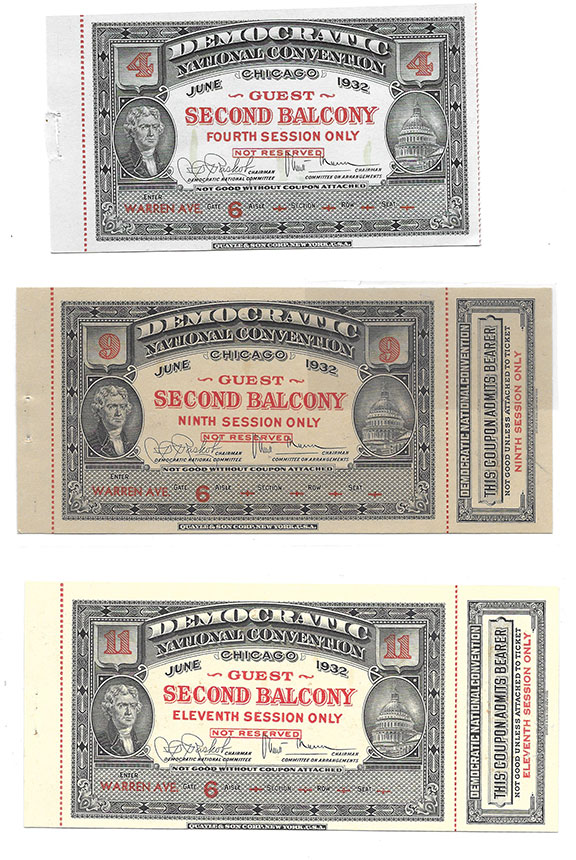 DEMOCRATIC
NATIONAL CONVENTION
4 4
JUNE CHICAGO 1932
~ GUEST ~
SECOND BALCONY
FOURTH SESSION ONLY
NOT RESERVED
CHAIRMAN CHAIRMAN
DEMOCRATIC NATIONAL COMMITTEE COMMITTEE ON ARRANGEMENTS
NOT GOOD WITHOUT COUPON ATTACHED
ENTER
WARREN AVE. GATE 6 AISLE SECTION ROW SEAT
QUAYLE & SON CORP. NEW YORK, U.S.A.
DEMOCRATIC
NATIONAL CONVENTION
9 9
JUNE CHICAGO 1932
~ GUEST ~
SECOND BALCONY
NINTH SESSION ONLY
NOT RESERVED
CHAIRMAN CHAIRMAN
DEMOCRATIC NATIONAL COMMITTEE COMMITTEE ON ARRANGEMENTS
NOT GOOD WITHOUT COUPON ATTACHED
ENTER
WARREN AVE. GATE 6 AISLE SECTION ROW SEAT
QUAYLE & SON CORP. NEW YORK, U.S.A.
DEMOCRATIC NATIONAL CONVENTION
THIS COUPON ADMITS BEARER
NOT GOOD UNLESS ATTACHED TO TICKET
NINTH SESSION ONLY
DEMOCRATIC
NATIONAL CONVENTION
11 11
JUNE CHICAGO 1932
~ GUEST ~
SECOND BALCONY
ELEVENTH SESSION ONLY
NOT RESERVED
CHAIRMAN CHAIRMAN
DEMOCRATIC NATIONAL COMMITTEE COMMITTEE ON ARRANGEMENTS
NOT GOOD WITHOUT COUPON ATTACHED
ENTER
WARREN AVE. GATE 6 AISLE SECTION ROW SEAT
QUAYLE & SON CORP. NEW YORK, U.S.A.
DEMOCRATIC NATIONAL CONVENTION
THIS COUPON ADMITS BEARER
NOT GOOD UNLESS ATTACHED TO TICKET
ELEVENTH SESSION ONLY